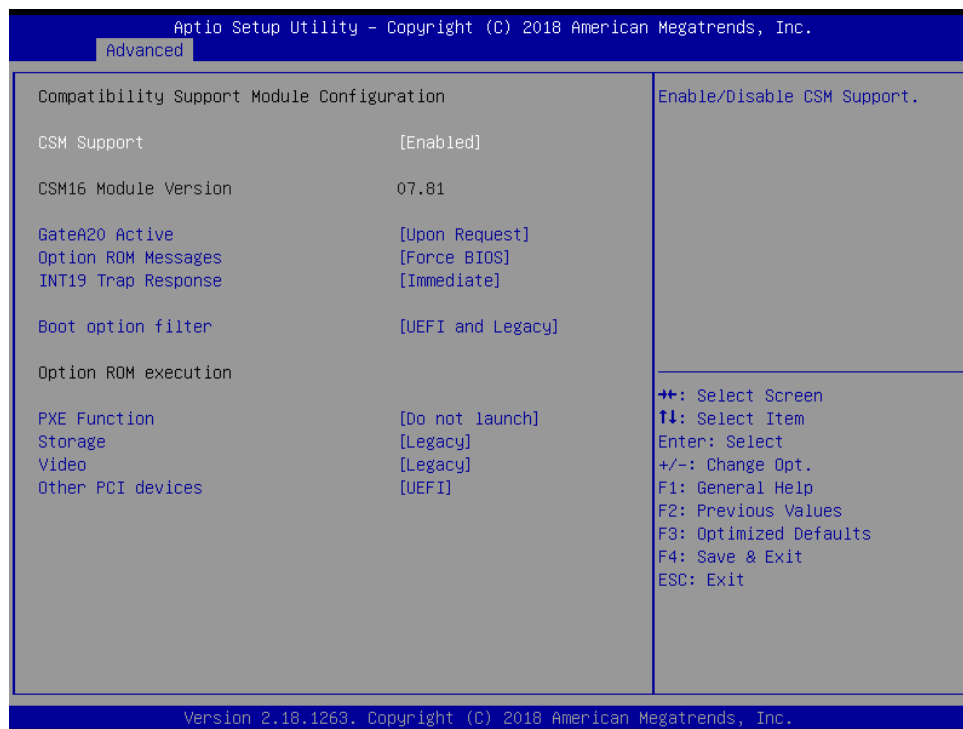 Aptio Setup Utility – Copyright (C) 2018 American Megatrends, Inc.
Advanced
Compatibility Support Module Configuration
CSM Support [Enabled]
CSM16 Module Version 07.81
GateA20 Active [Upon Request]
Option ROM Messages [Force BIOS]
INT19 Trap Response [Immediate]
Boot option filter [UEFI and Legacy]
Option ROM execution
PXE Function [Do not launch]
Storage [Legacy]
Video [Legacy]
Other PCI devices [UEFI]
Enable/Disable CSM Support.
→←: Select Screen
↑↓: Select Item
Enter: Select
+/-: Change Opt.
F1: General Help
F2: Previous Values
F3: Optimized Defaults
F4: Save & Exit
ESC: Exit
Version 2.18.1263. Copyright (C) 2018 American Megatrends, Inc.